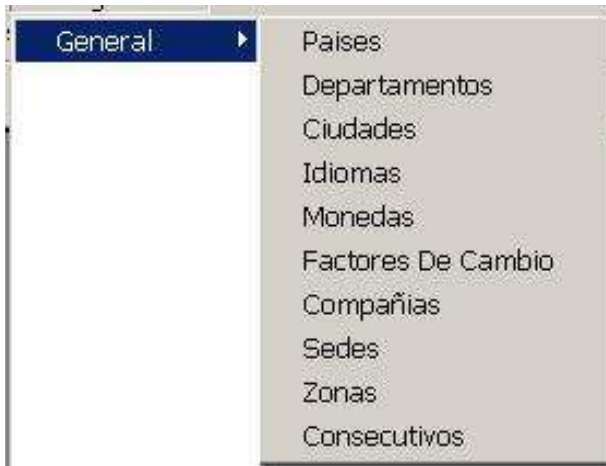 General
Paises
Departamentos
Ciudades
Idiomas
Monedas
Factores De Cambio
Compañias
Sedes
Zonas
Consecutivos